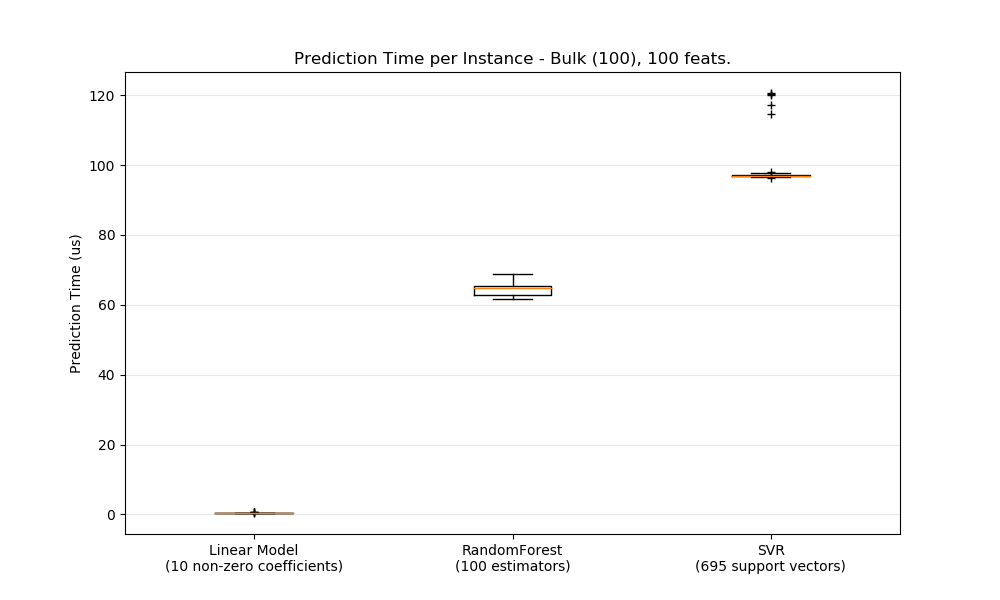 Prediction Time per Instance - Bulk (100), 100 feats.
Prediction Time (us)
120
100
80
60
40
20
0
Linear Model
(10 non-zero coefficients)
RandomForest
(100 estimators)
SVR
(695 support vectors)